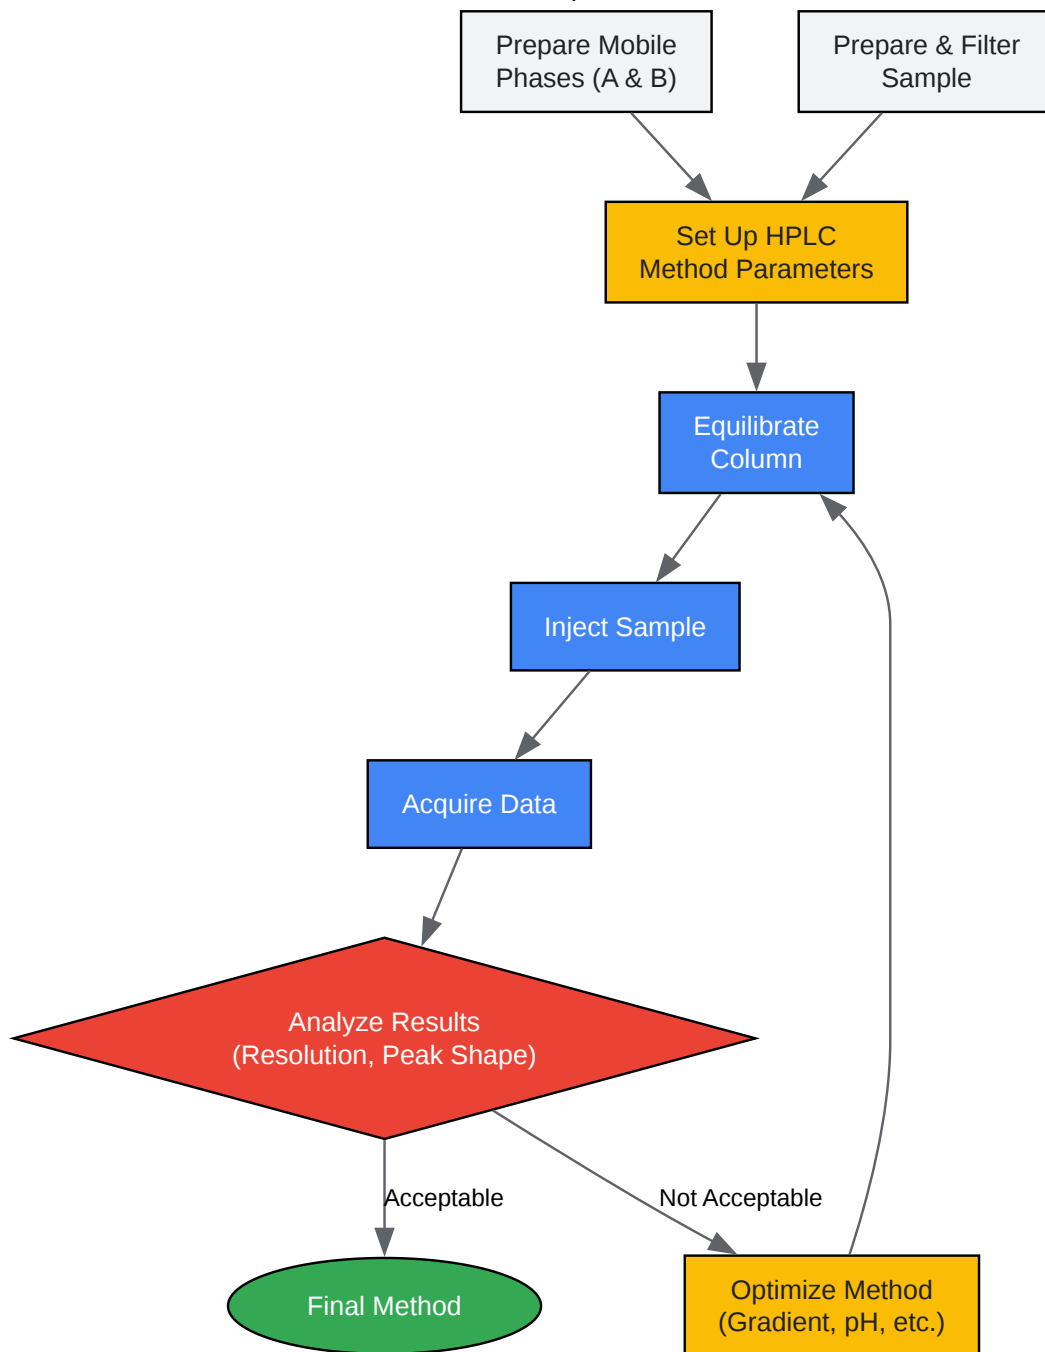 Prepare Mobile
Phases (A & B)
Prepare & Filter
Sample
Set Up HPLC
Method Parameters
Equilibrate
Column
Inject Sample
Acquire Data
Analyze Results
(Resolution, Peak Shape)
Acceptable
Not Acceptable
Final Method
Optimize Method
(Gradient, pH, etc.)